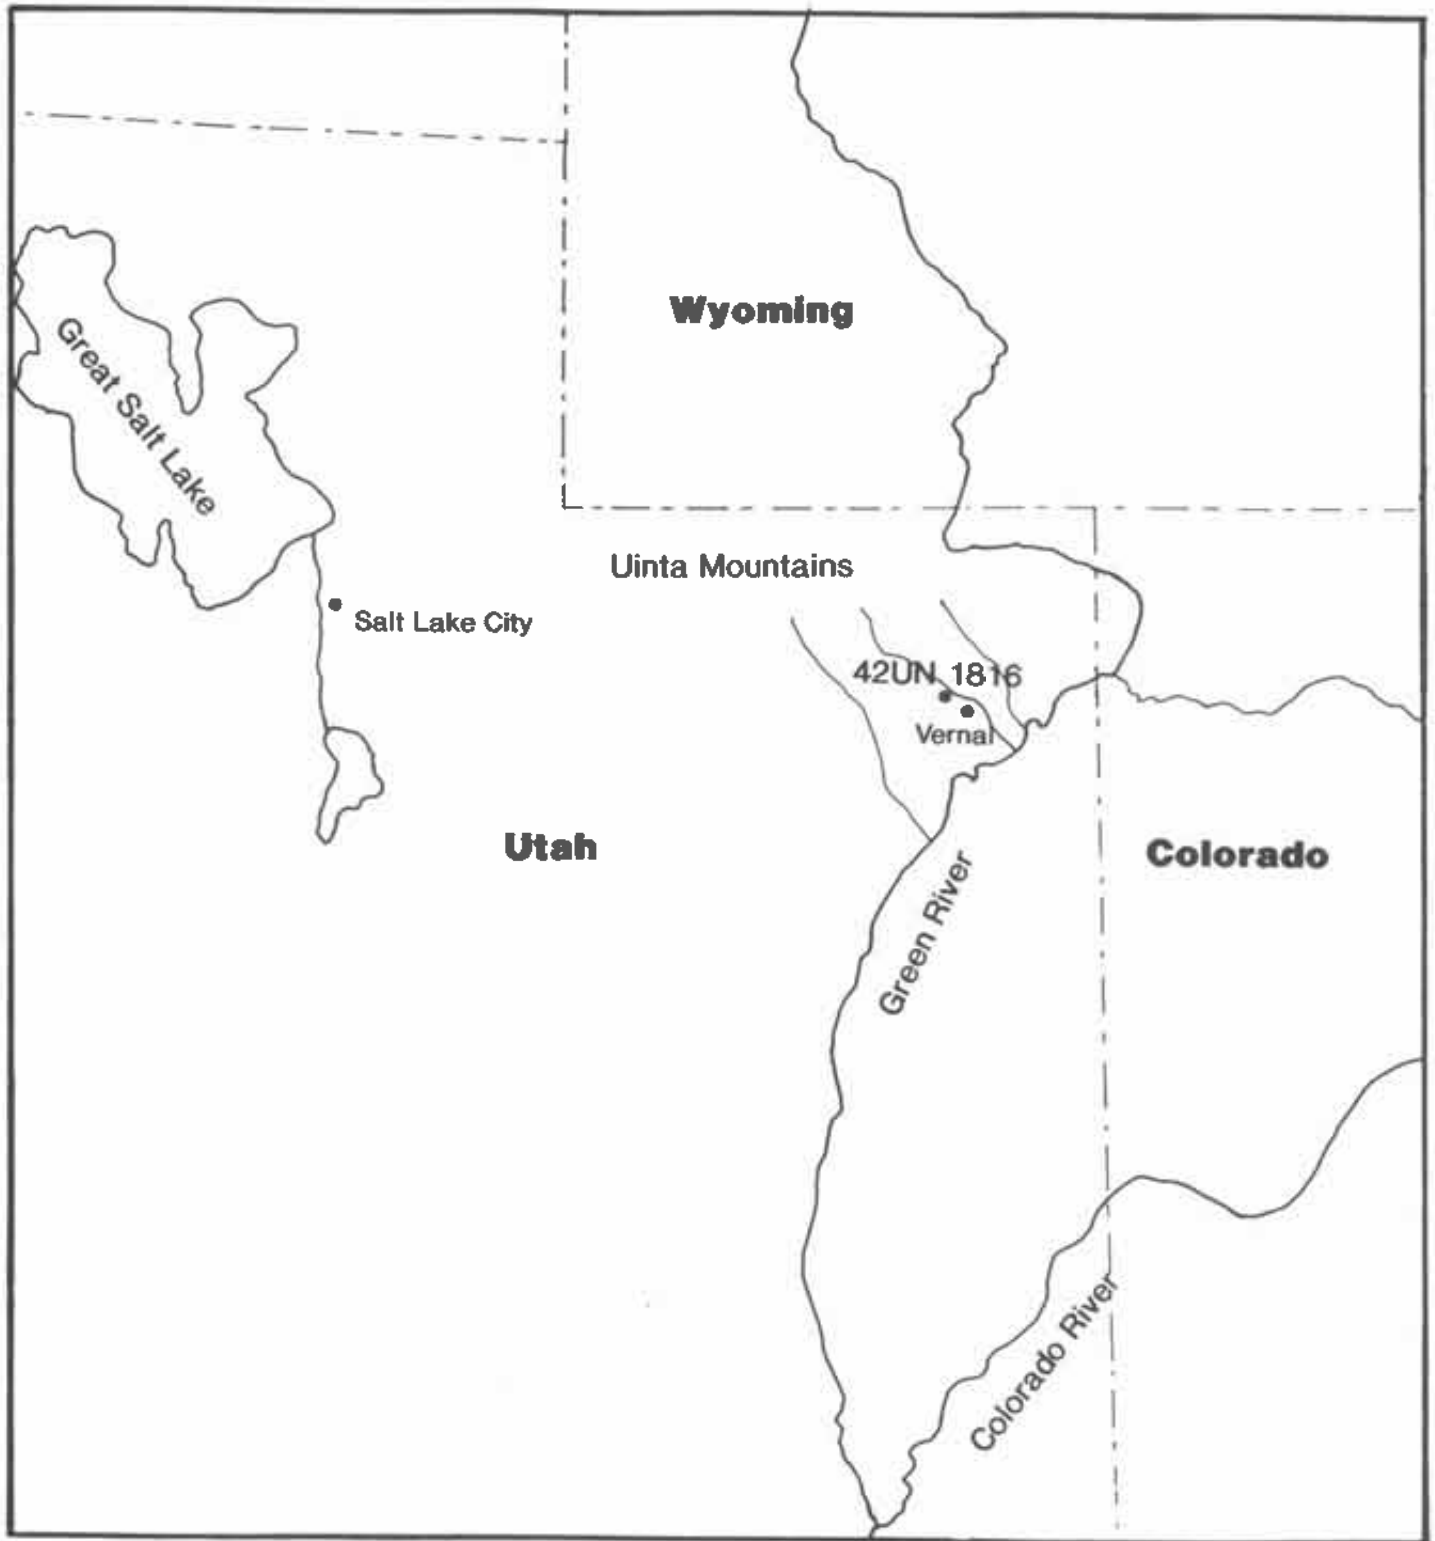 Wyoming
Great Salt Lake
Uinta Mountains
Salt Lake City
42UN 1816
Vernal
Utah
Colorado
Green River
Colorado River